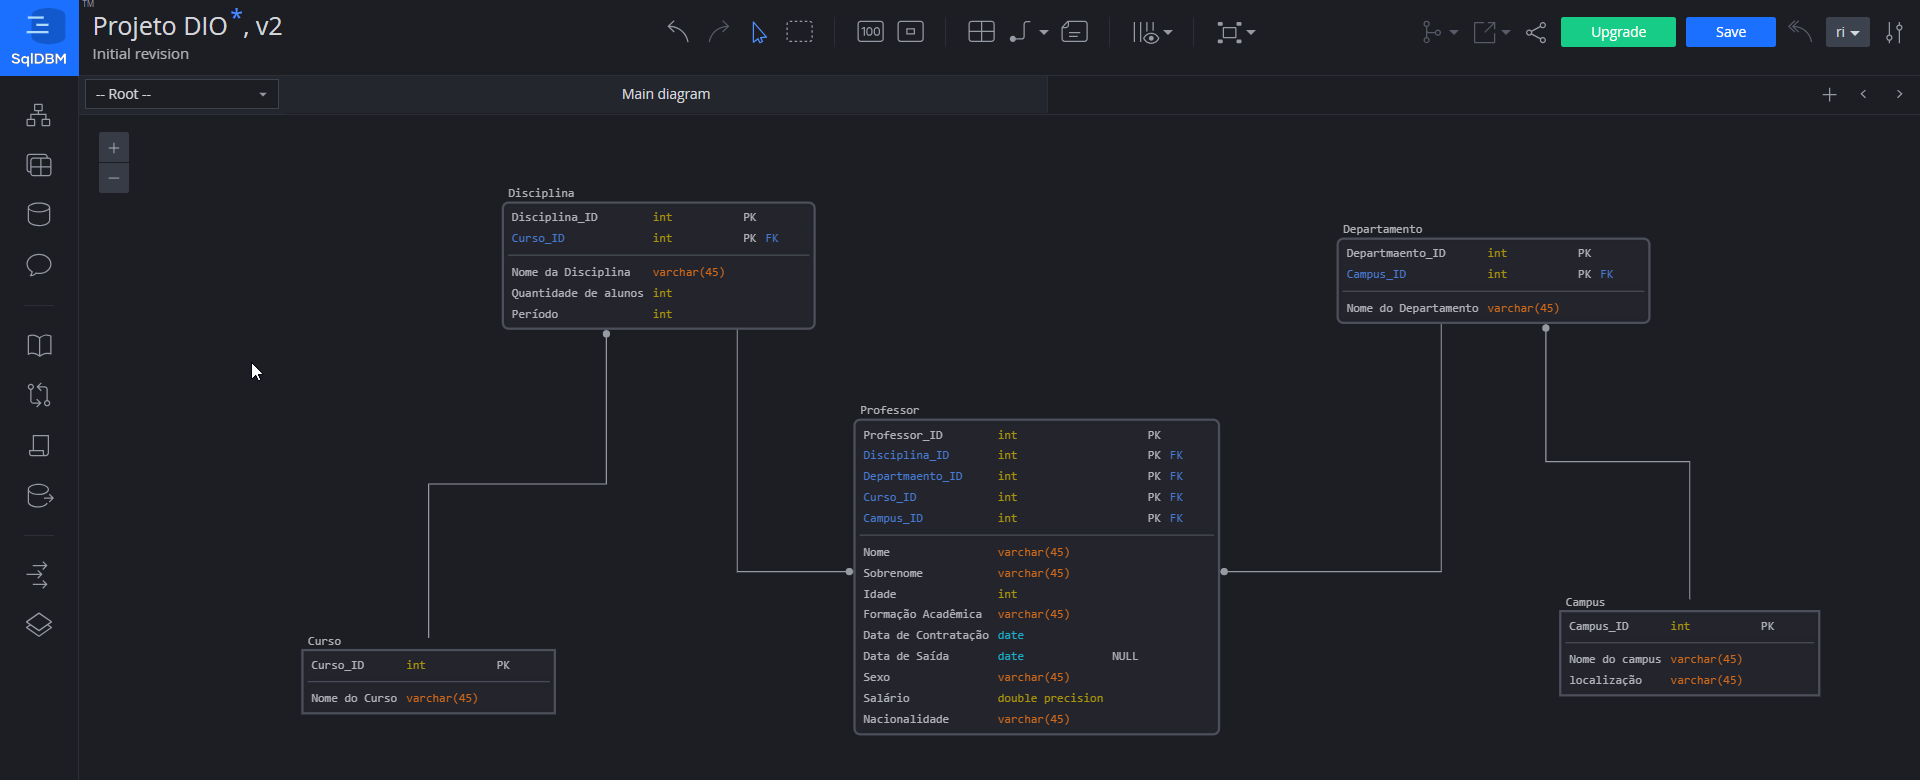 TM
SqlDBM
Projeto DIO*, v2
Initial revision
100
Upgrade
Save
ri
-- Root --
Main diagram
+
−
Disciplina
Disciplina_ID int PK
Curso_ID int PK FK
Nome da Disciplina varchar(45)
Quantidade de alunos int
Período int
Departamento
Departmaento_ID int PK
Campus_ID int PK FK
Nome do Departamento varchar(45)
Professor
Professor_ID int PK
Disciplina_ID int PK FK
Departmaento_ID int PK FK
Curso_ID int PK FK
Campus_ID int PK FK
Nome varchar(45)
Sobrenome varchar(45)
Idade int
Formação Acadêmica varchar(45)
Data de Contratação date
Data de Saída date NULL
Sexo varchar(45)
Salário double precision
Nacionalidade varchar(45)
Curso
Curso_ID int PK
Nome do Curso varchar(45)
Campus
Campus_ID int PK
Nome do campus varchar(45)
localização varchar(45)